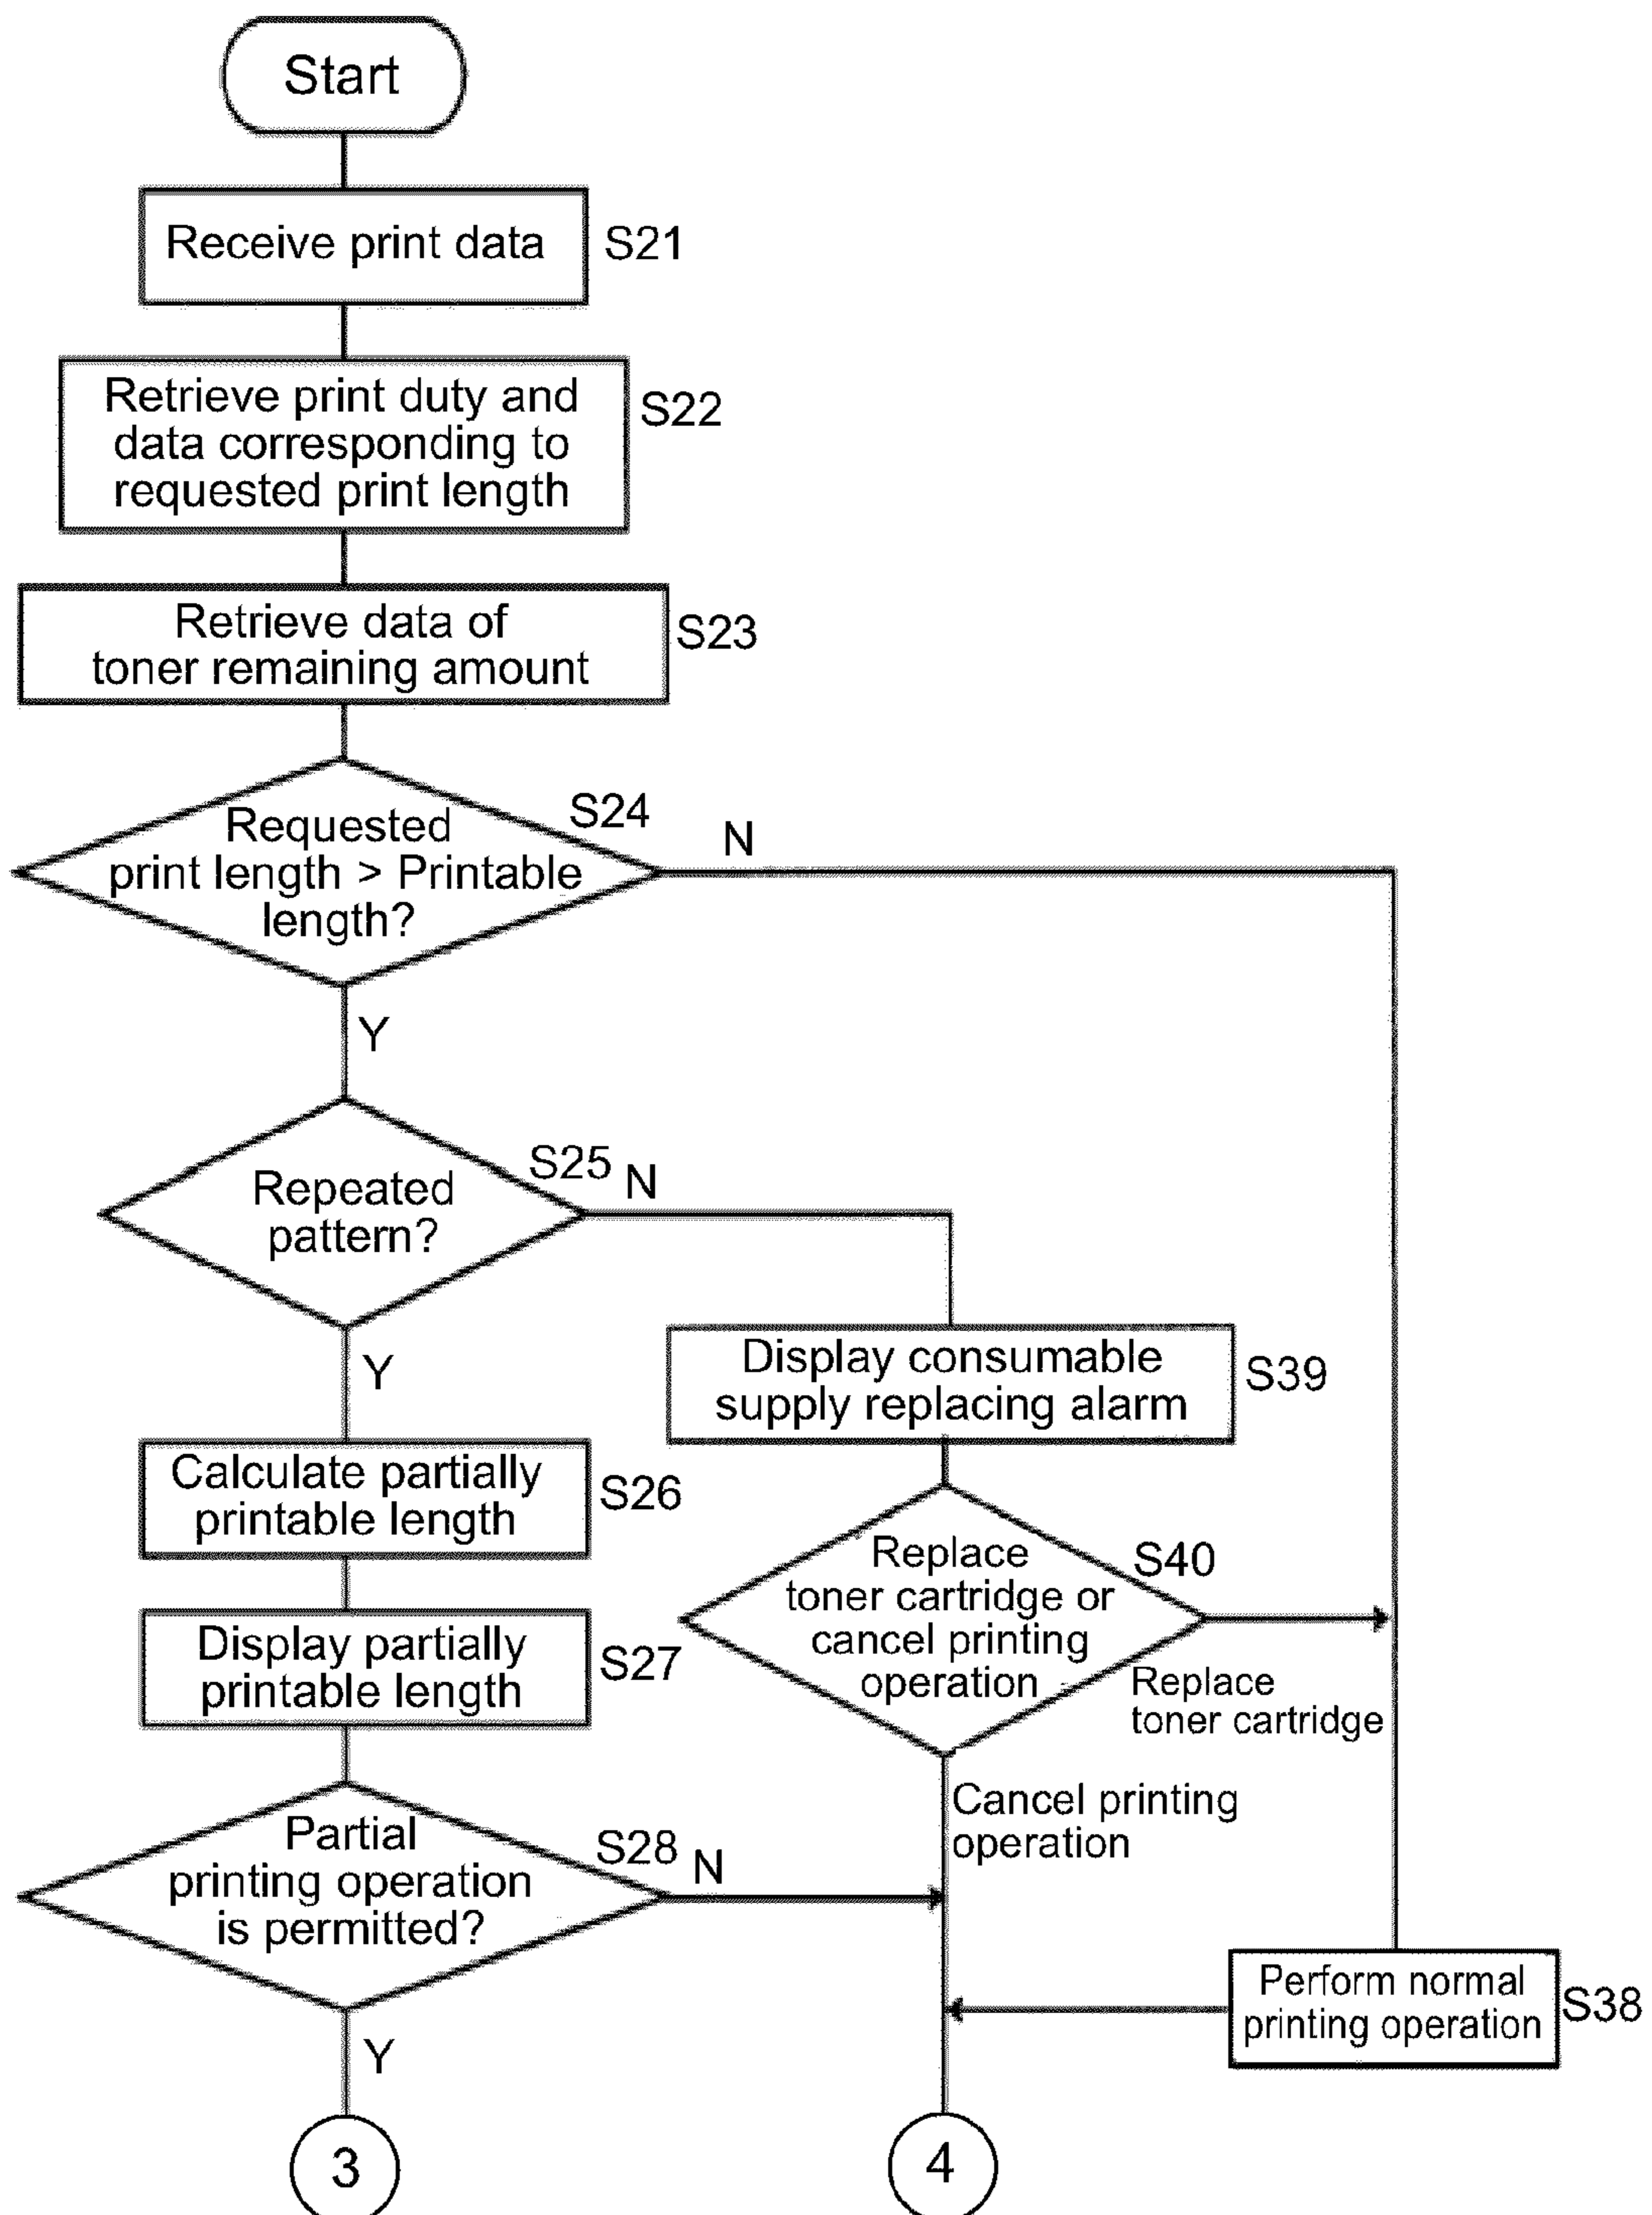 Start
Receive print data
S21
Retrieve print duty and
data corresponding to
requested print length
S22
Retrieve data of
toner remaining amount
S23
Requested
print length > Printable
length?
S24
N
Y
Repeated
pattern?
S25
N
Y
Display consumable
supply replacing alarm
S39
Calculate partially
printable length
S26
Replace
toner cartridge or
cancel printing
operation
S40
Replace
toner cartridge
Display partially
printable length
S27
Cancel printing
operation
Partial
printing operation
is permitted?
S28
N
Perform normal
printing operation
S38
Y
3
4